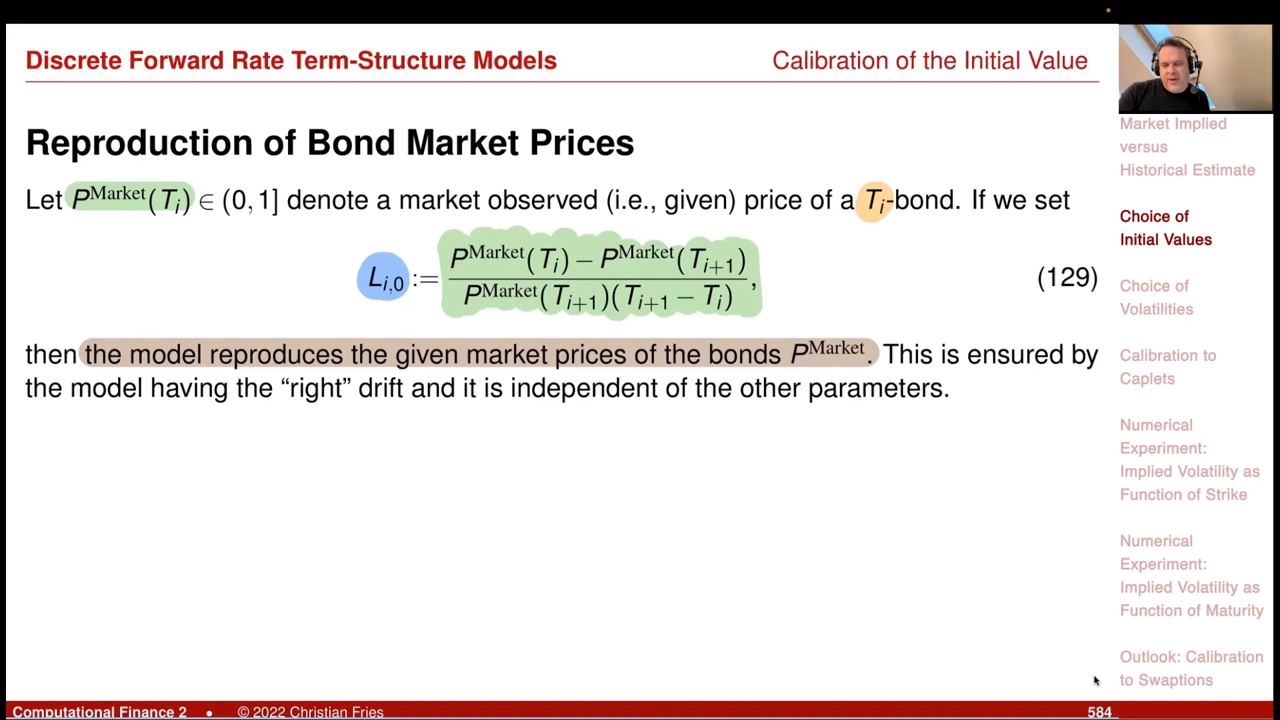 Discrete Forward Rate Term-Structure Models
Calibration of the Initial Value
Reproduction of Bond Market Prices
Let P^Market(T_i) ∈ (0, 1] denote a market observed (i.e., given) price of a T_i-bond. If we set
L_{i,0} := \frac{P^Market(T_i) − P^Market(T_{i+1})}{P^Market(T_{i+1})(T_{i+1} − T_i)}, (129)
then the model reproduces the given market prices of the bonds P^Market. This is ensured by
the model having the “right” drift and it is independent of the other parameters.
Market Implied
versus
Historical Estimate
Choice of
Initial Values
Choice of
Volatilities
Calibration to
Caplets
Numerical
Experiment:
Implied Volatility as
Function of Strike
Numerical
Experiment:
Implied Volatility as
Function of Maturity
Outlook: Calibration
to Swaptions
Computational Finance 2 • © 2022 Christian Fries 584